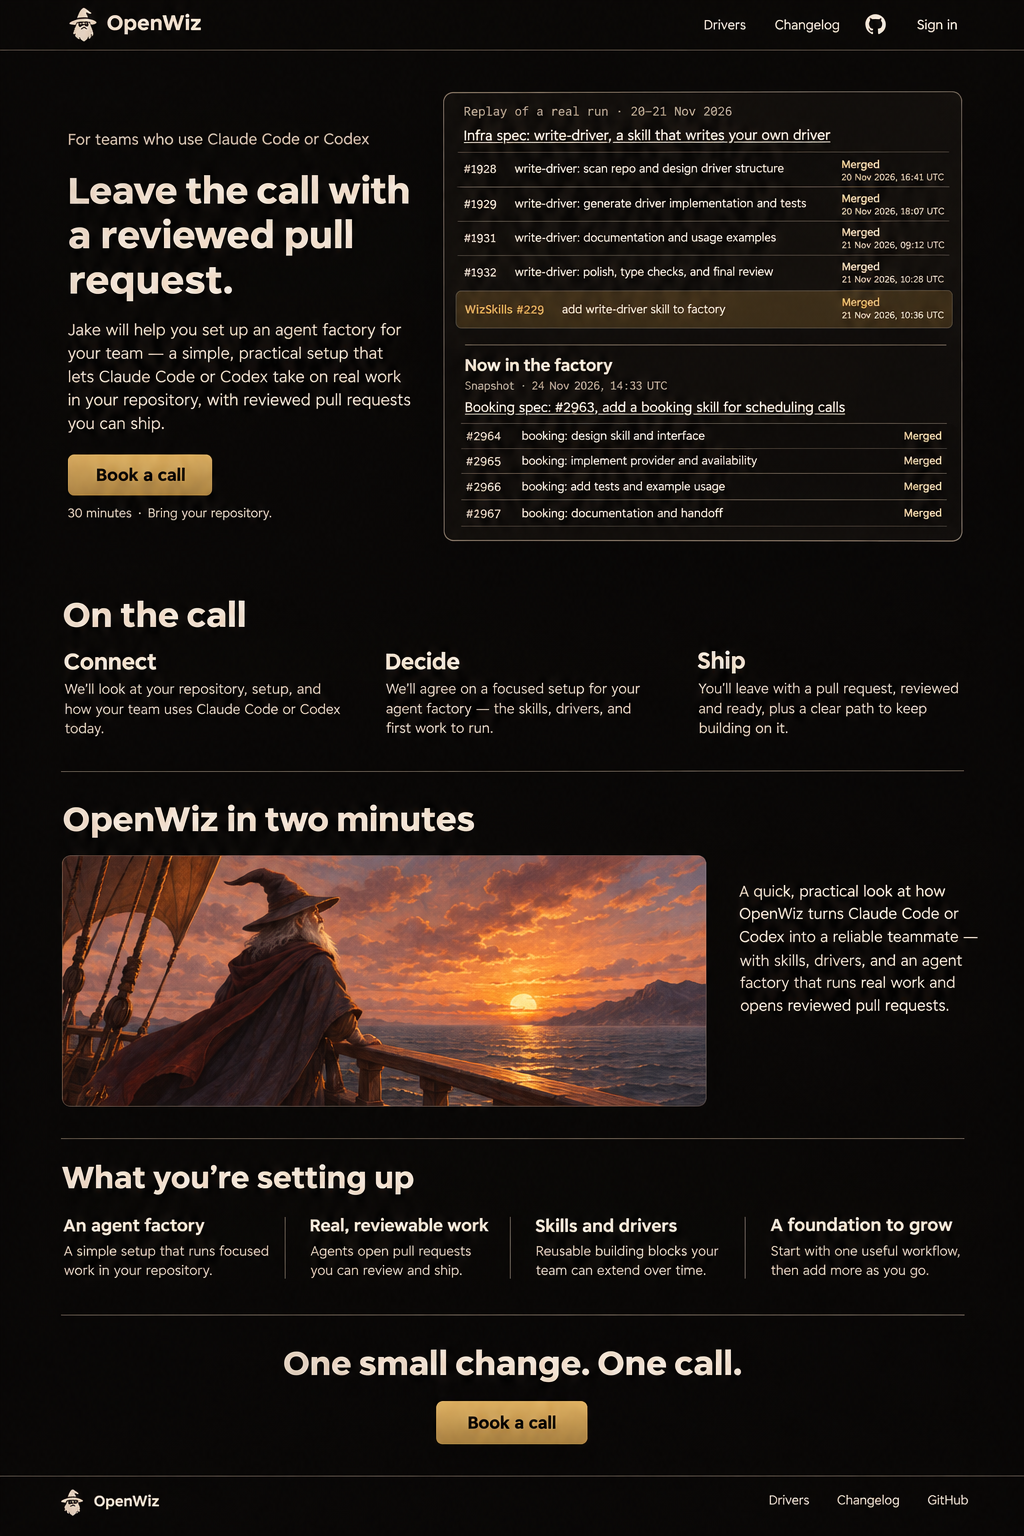 OpenWiz
Drivers
Changelog
Sign in
For teams who use Claude Code or Codex
Leave the call with
a reviewed pull
request.
Jake will help you set up an agent factory for
your team — a simple, practical setup that
lets Claude Code or Codex take on real work
in your repository, with reviewed pull requests
you can ship.
Book a call
30 minutes · Bring your repository.
Replay of a real run · 20–21 Nov 2026
Infra spec: write-driver, a skill that writes your own driver
#1928 write-driver: scan repo and design driver structure Merged
20 Nov 2026, 16:41 UTC
#1929 write-driver: generate driver implementation and tests Merged
20 Nov 2026, 18:07 UTC
#1931 write-driver: documentation and usage examples Merged
21 Nov 2026, 09:12 UTC
#1932 write-driver: polish, type checks, and final review Merged
21 Nov 2026, 10:28 UTC
WizSkills #229 add write-driver skill to factory Merged
21 Nov 2026, 10:36 UTC
Now in the factory
Snapshot · 24 Nov 2026, 14:33 UTC
Booking spec: #2963, add a booking skill for scheduling calls
#2964 booking: design skill and interface Merged
#2965 booking: implement provider and availability Merged
#2966 booking: add tests and example usage Merged
#2967 booking: documentation and handoff Merged
On the call
Connect
We'll look at your repository, setup, and
how your team uses Claude Code or Codex
today.
Decide
We'll agree on a focused setup for your
agent factory — the skills, drivers, and
first work to run.
Ship
You'll leave with a pull request, reviewed
and ready, plus a clear path to keep
building on it.
OpenWiz in two minutes
A quick, practical look at how
OpenWiz turns Claude Code or
Codex into a reliable teammate —
with skills, drivers, and an agent
factory that runs real work and
opens reviewed pull requests.
What you're setting up
An agent factory
A simple setup that runs focused
work in your repository.
Real, reviewable work
Agents open pull requests
you can review and ship.
Skills and drivers
Reusable building blocks your
team can extend over time.
A foundation to grow
Start with one useful workflow,
then add more as you go.
One small change. One call.
Book a call
OpenWiz
Drivers
Changelog
GitHub